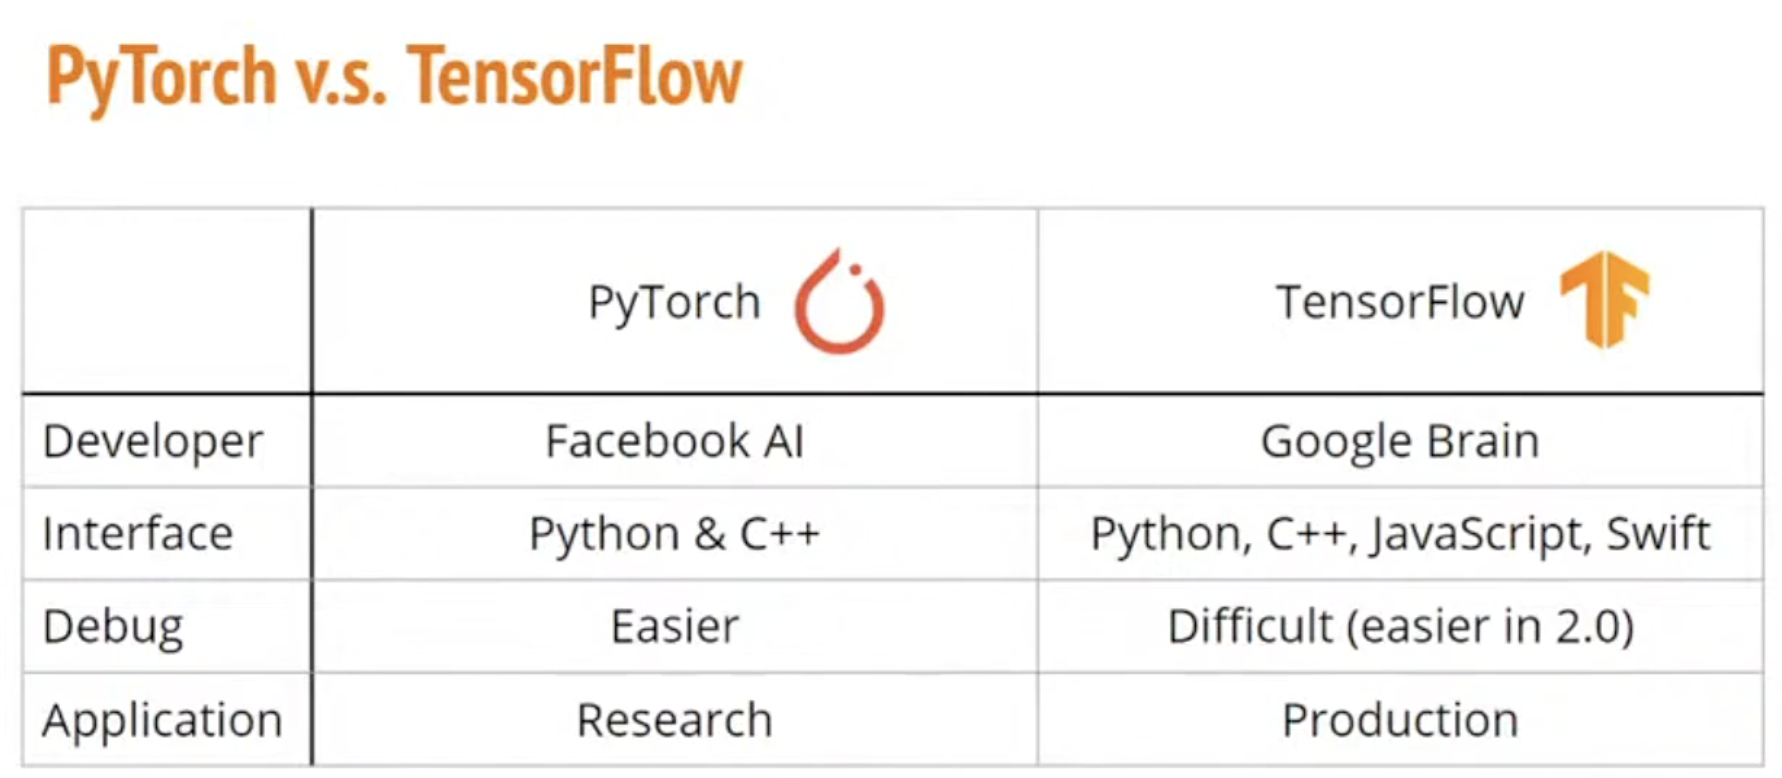 PyTorch v.s. TensorFlow
PyTorch TensorFlow
Developer Facebook AI Google Brain
Interface Python & C++ Python, C++, JavaScript, Swift
Debug Easier Difficult (easier in 2.0)
Application Research Production